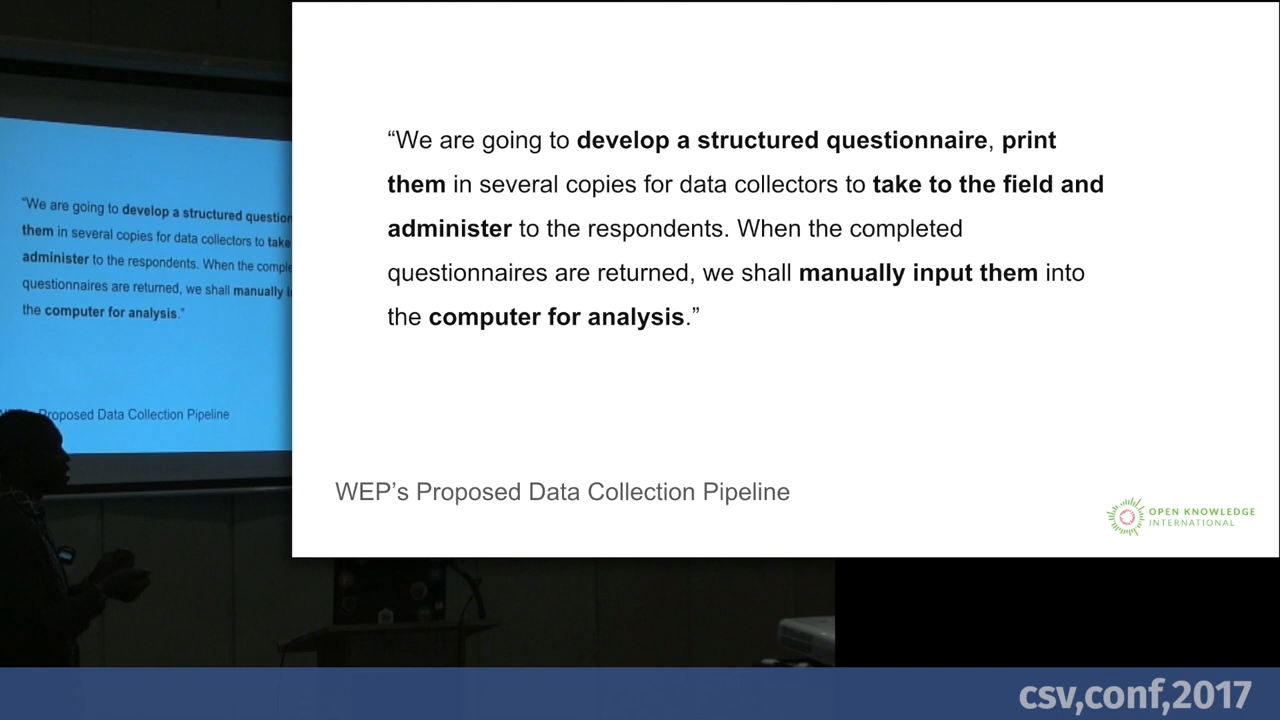 “We are going to develop a structured questionnaire, print
them in several copies for data collectors to take to the field and
administer to the respondents. When the completed
questionnaires are returned, we shall manually input them into
the computer for analysis.”
WEP’s Proposed Data Collection Pipeline
OPEN KNOWLEDGE
INTERNATIONAL
“We are going to develop a structured question
them in several copies for data collectors to take
administer to the respondents. When the comple
questionnaires are returned, we shall manually i
the computer for analysis.”
Proposed Data Collection Pipeline
csv,conf,2017